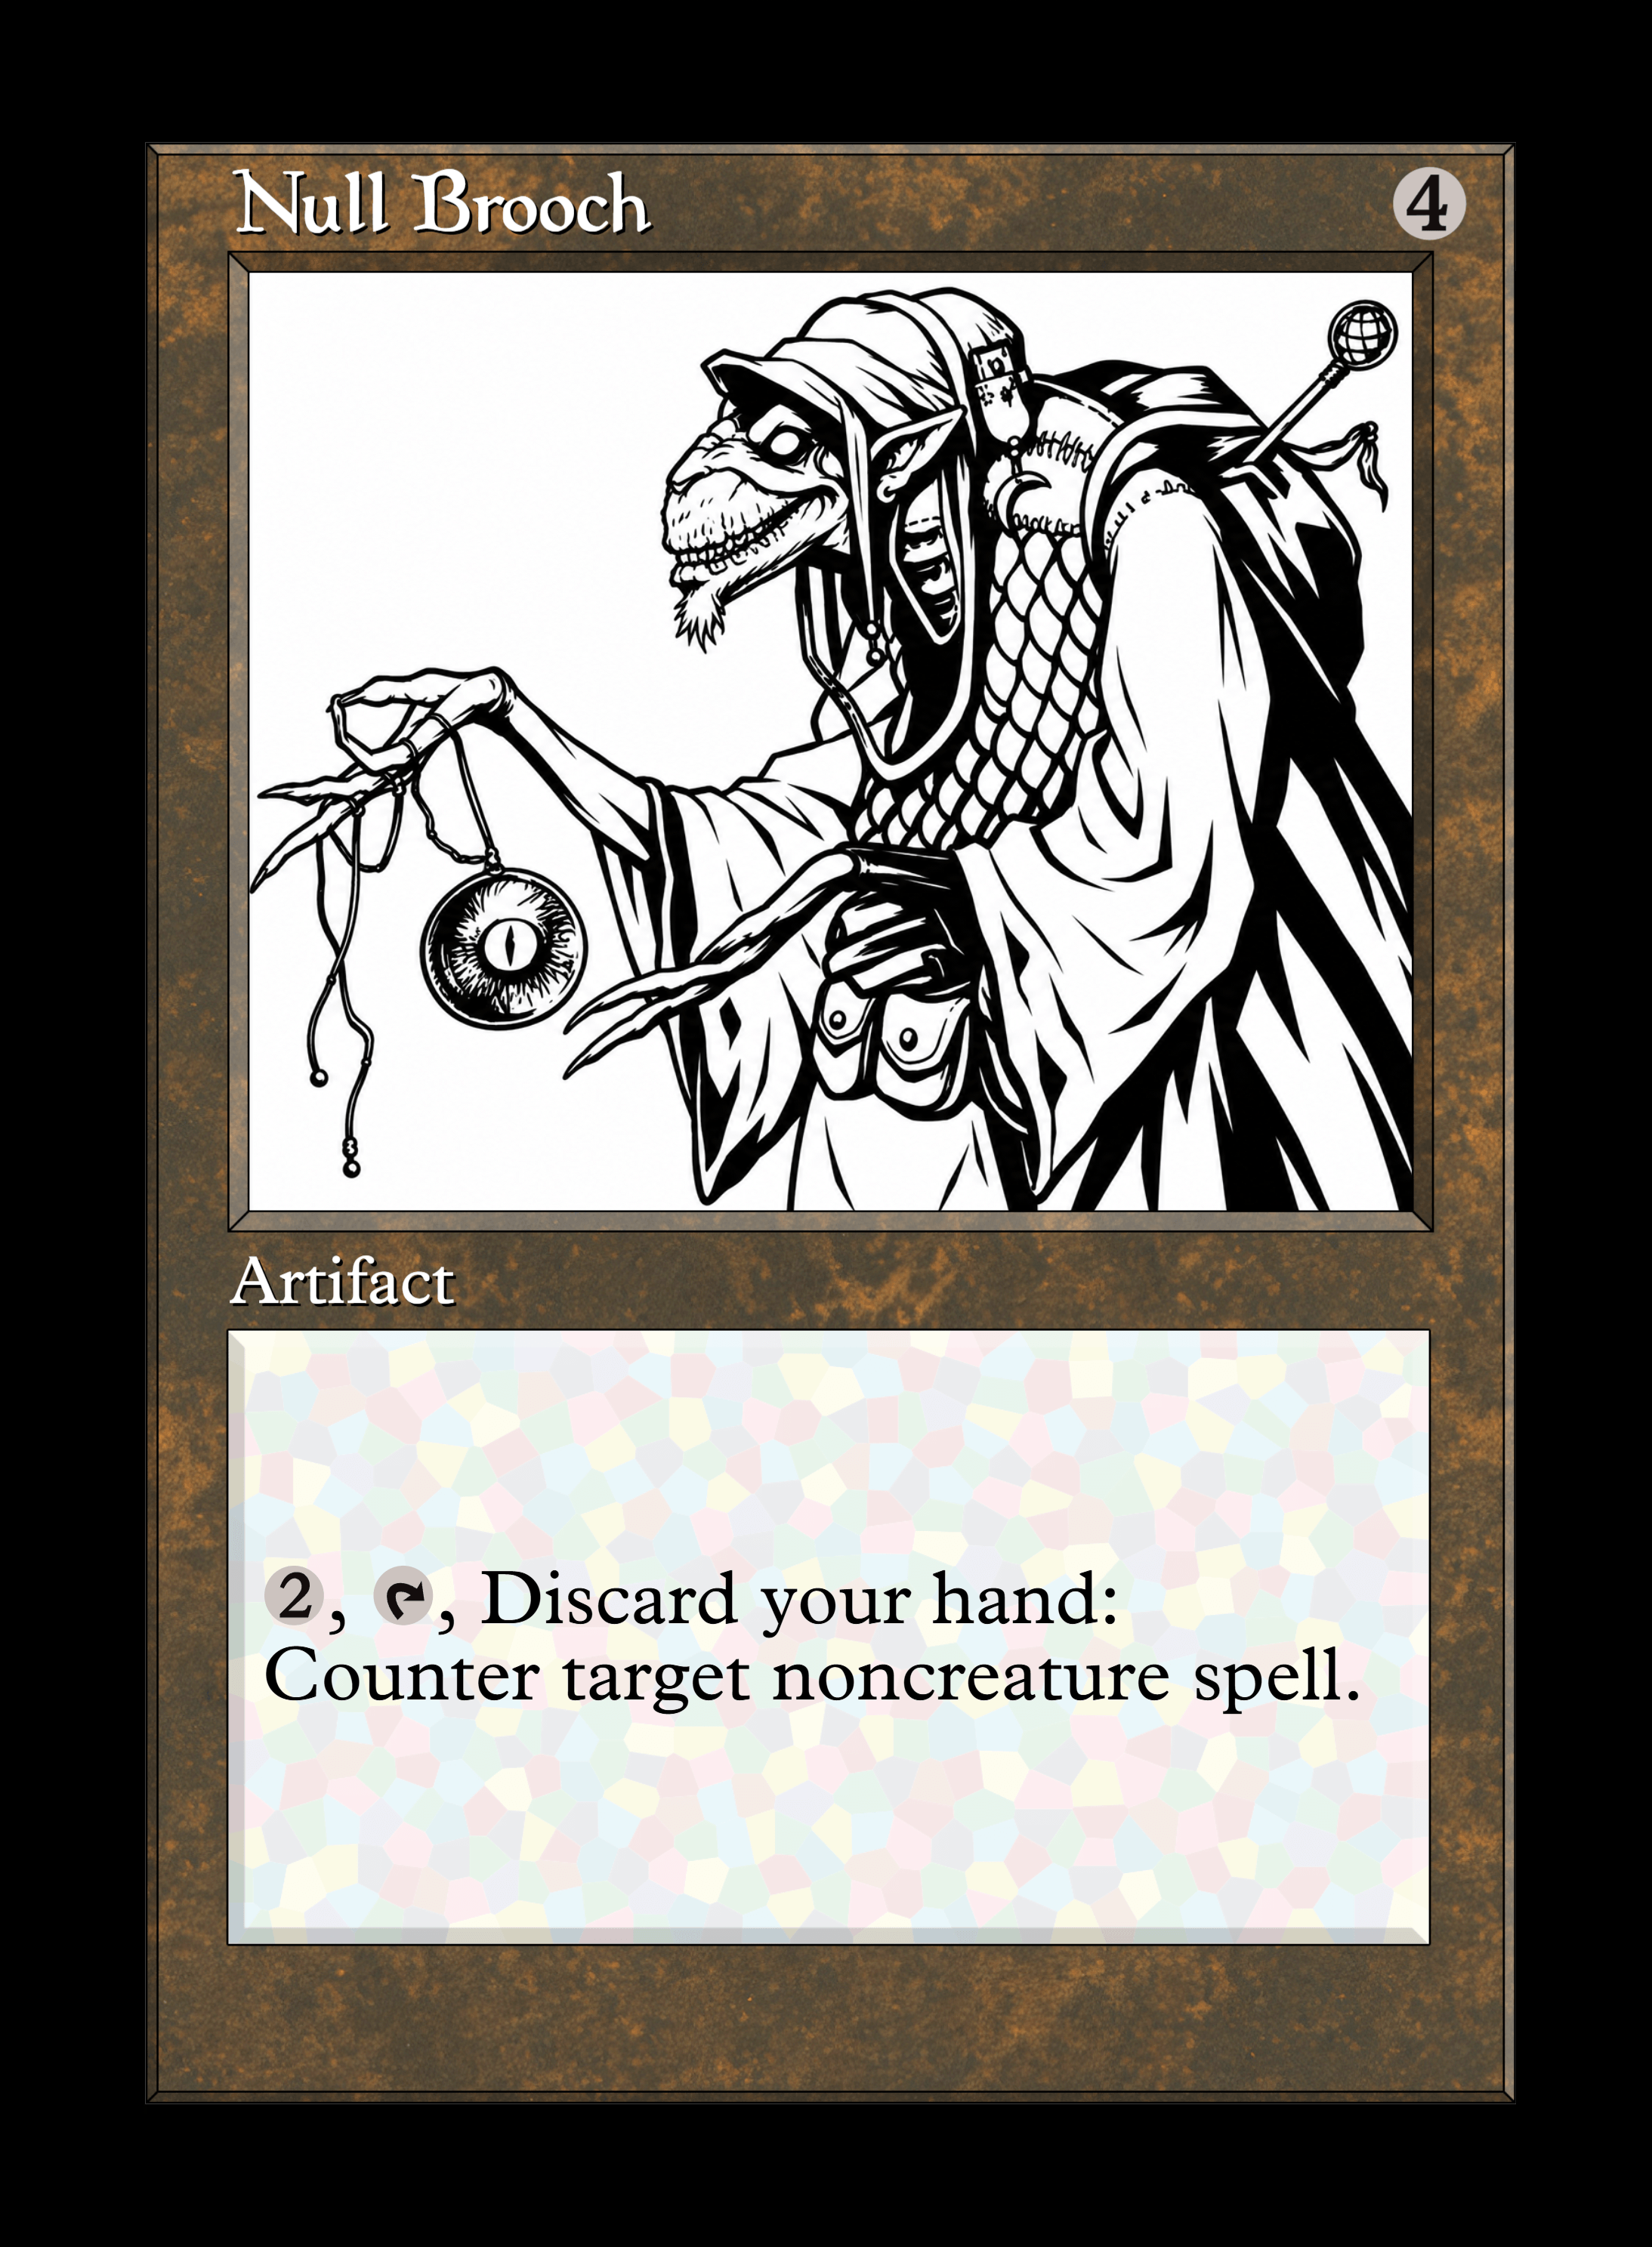 Null Brooch 4
Artifact
2, , Discard your hand:
Counter target noncreature spell.